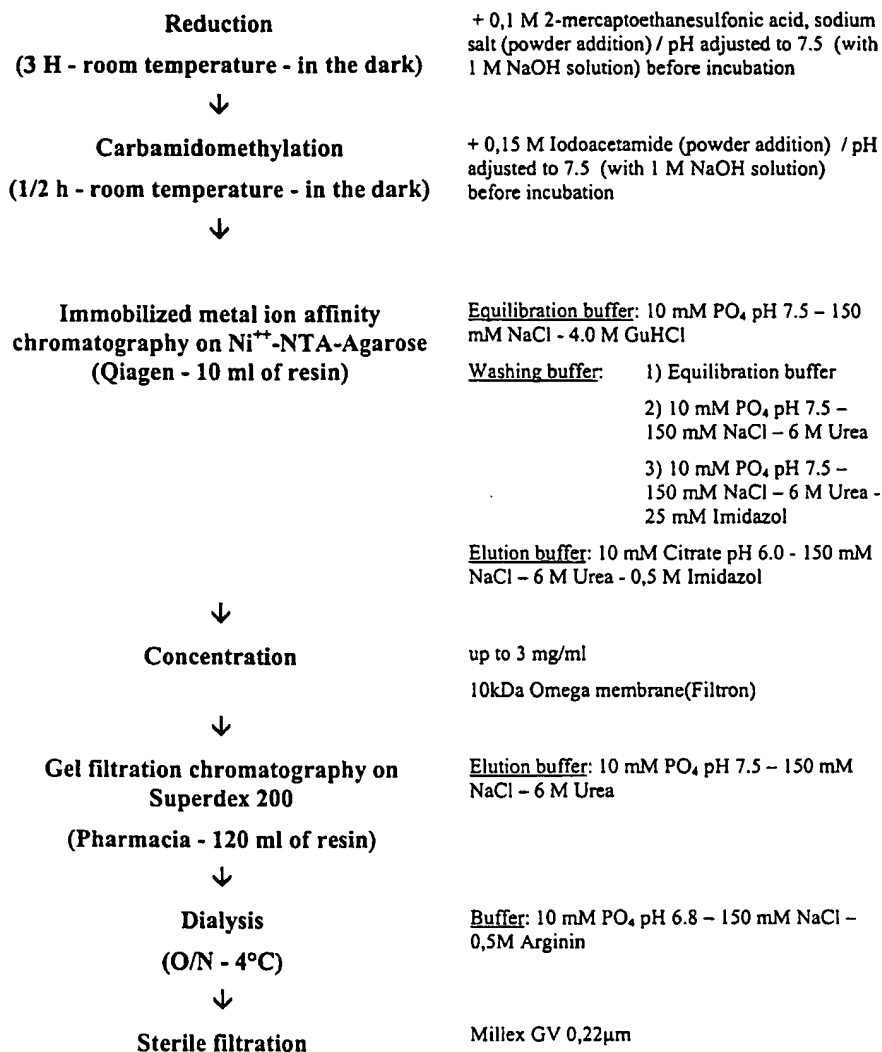 Reduction
(3 H - room temperature - in the dark)
+ 0,1 M 2-mercaptoethanesulfonic acid, sodium
salt (powder addition) / pH adjusted to 7.5 (with
1 M NaOH solution) before incubation
↓
Carbamidomethylation
(1/2 h - room temperature - in the dark)
+ 0,15 M Iodoacetamide (powder addition) / pH
adjusted to 7.5 (with 1 M NaOH solution)
before incubation
↓
Immobilized metal ion affinity
chromatography on Ni⁺⁺-NTA-Agarose
(Qiagen - 10 ml of resin)
Equilibration buffer: 10 mM PO₄ pH 7.5 – 150
mM NaCl - 4.0 M GuHCl
Washing buffer: 1) Equilibration buffer
2) 10 mM PO₄ pH 7.5 –
150 mM NaCl – 6 M Urea
3) 10 mM PO₄ pH 7.5 –
150 mM NaCl – 6 M Urea -
25 mM Imidazol
Elution buffer: 10 mM Citrate pH 6.0 - 150 mM
NaCl – 6 M Urea - 0,5 M Imidazol
↓
Concentration
up to 3 mg/ml
10kDa Omega membrane(Filtron)
↓
Gel filtration chromatography on
Superdex 200
(Pharmacia - 120 ml of resin)
Elution buffer: 10 mM PO₄ pH 7.5 – 150 mM
NaCl – 6 M Urea
↓
Dialysis
(O/N - 4°C)
Buffer: 10 mM PO₄ pH 6.8 – 150 mM NaCl –
0,5M Arginin
↓
Sterile filtration
Millex GV 0,22µm